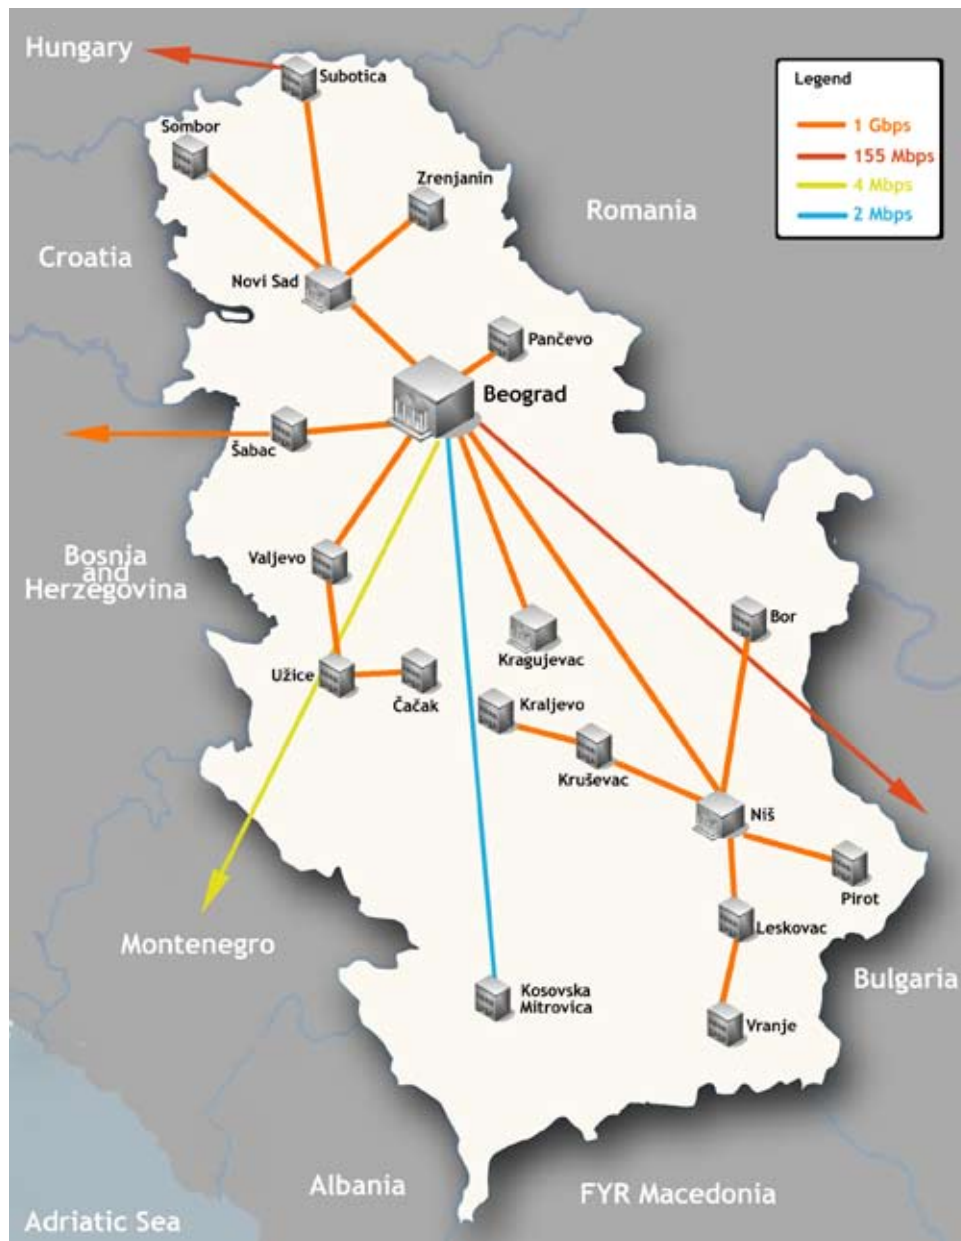 Hungary
Subotica
Legend
Sombor
1 Gbps
155 Mbps
Zrenjanin
4 Mbps
Romania
2 Mbps
Croatia
Novi Sad
Pančevo
Beograd
Šabac
Valjevo
Bosnja
and
Herzegovina
Bor
Kragujevac
Užice
Čačak
Kraljevo
Kruševac
Niš
Pirot
Leskovac
Montenegro
Bulgaria
Kosovska
Mitrovica
Vranje
Albania
FYR Macedonia
Adriatic Sea